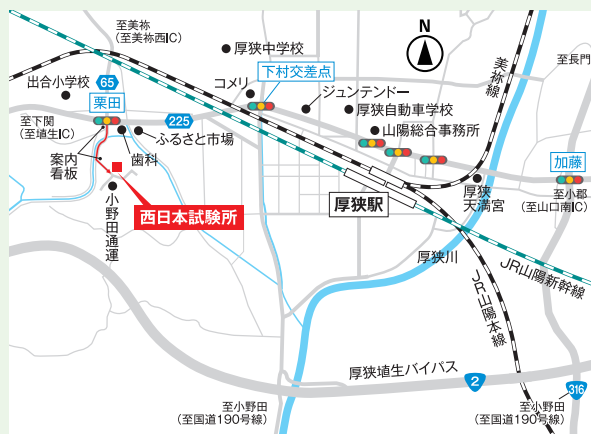 至美祢
(至美祢西IC)
厚狭中学校
N
出合小学校
65
コメリ
下村交差点
ジュンテンドー
美祢線
至長門
栗田
至下関
(至埴生IC)
225
ふるさと市場
厚狭自動車学校
山陽総合事務所
案内
看板
歯科
加藤
小野田通運
西日本試験所
厚狭駅
厚狭
天満宮
至小郡
(至山口南IC)
厚狭川
JR山陽新幹線
JR山陽本線
厚狭埴生バイパス
2
316
至小野田
(至国道190号線)
至小野田
(至国道190号線)